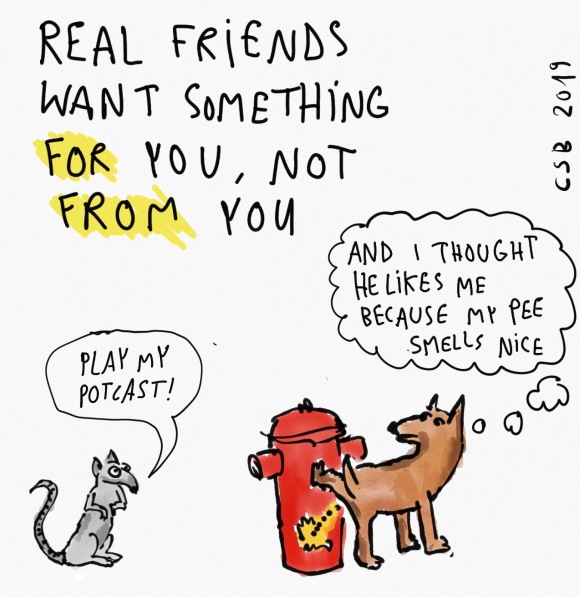 REAL FRIENDS
WANT SOMETHING
FOR YOU, NOT
FROM YOU
CSB 2019
AND I THOUGHT
HE LIKES ME
BECAUSE MY PEE
SMELLS NICE
PLAY MY
POTCAST!